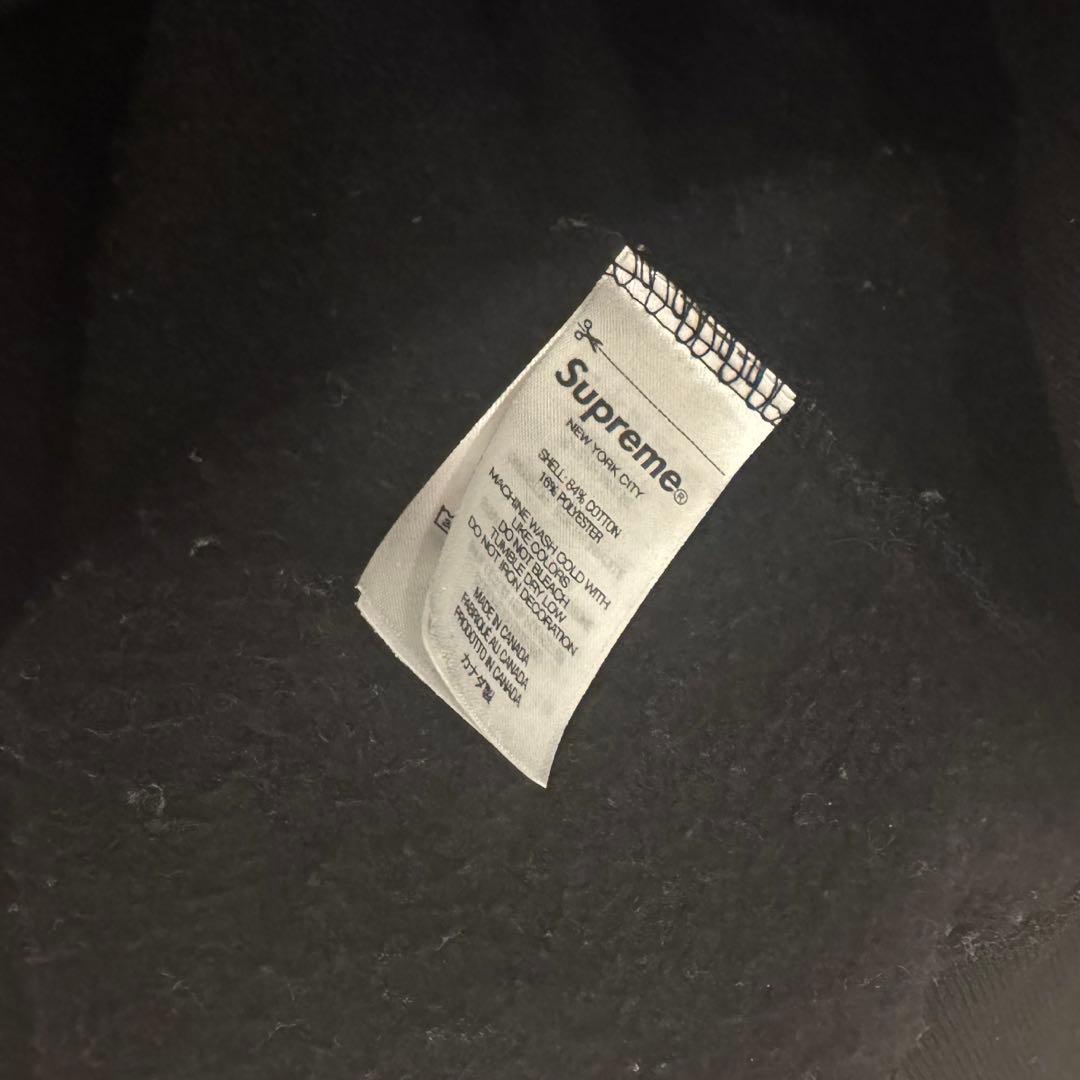 Supreme®
NEW YORK CITY
SHELL: 84% COTTON
16% POLYESTER
MACHINE WASH COLD WITH
LIKE COLORS
DO NOT BLEACH
TUMBLE DRY LOW
DO NOT IRON DECORATION
MADE IN CANADA
FABRIQUÉ AU CANADA
PRODOTTO IN CANADA
カナダ製